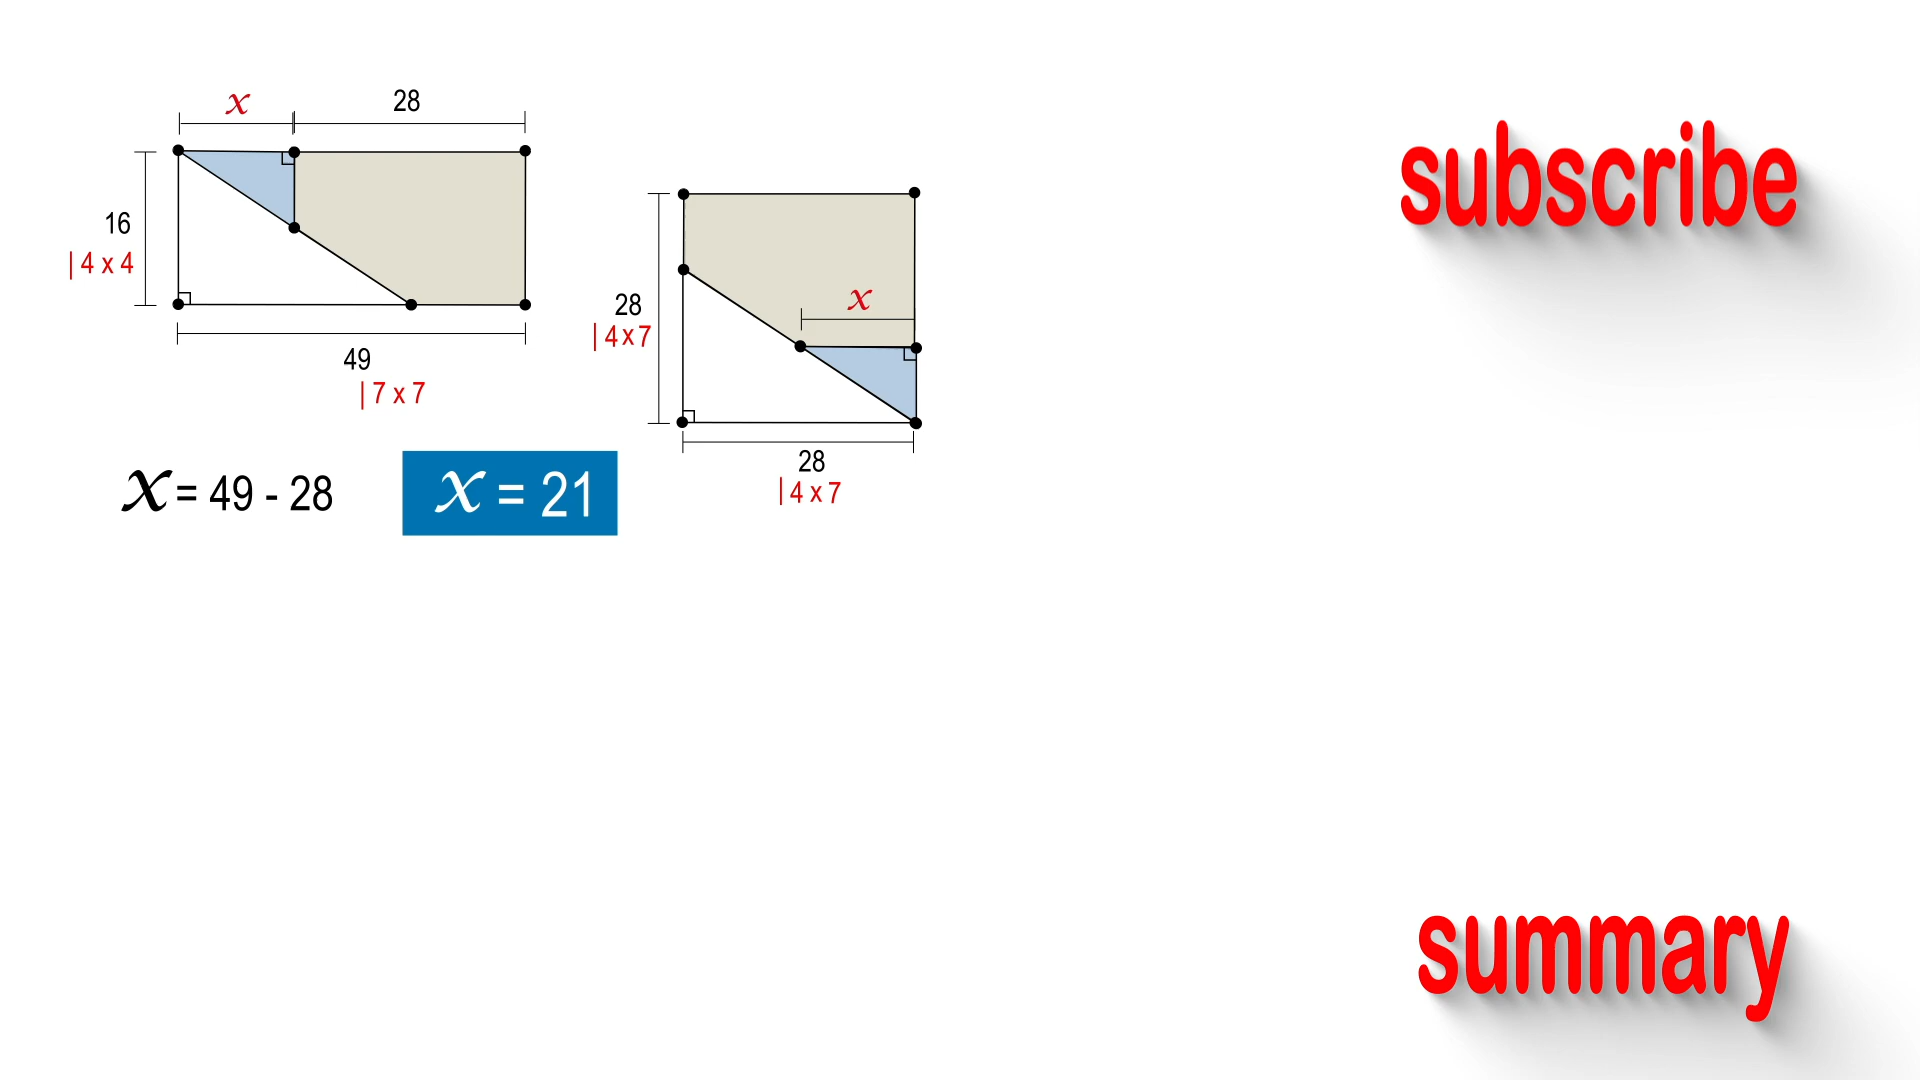 x 28
16
| 4 x 4
49
| 7 x 7
28
| 4 x 7
x
28
| 4 x 7
x = 49 - 28
x = 21
subscribe
summary